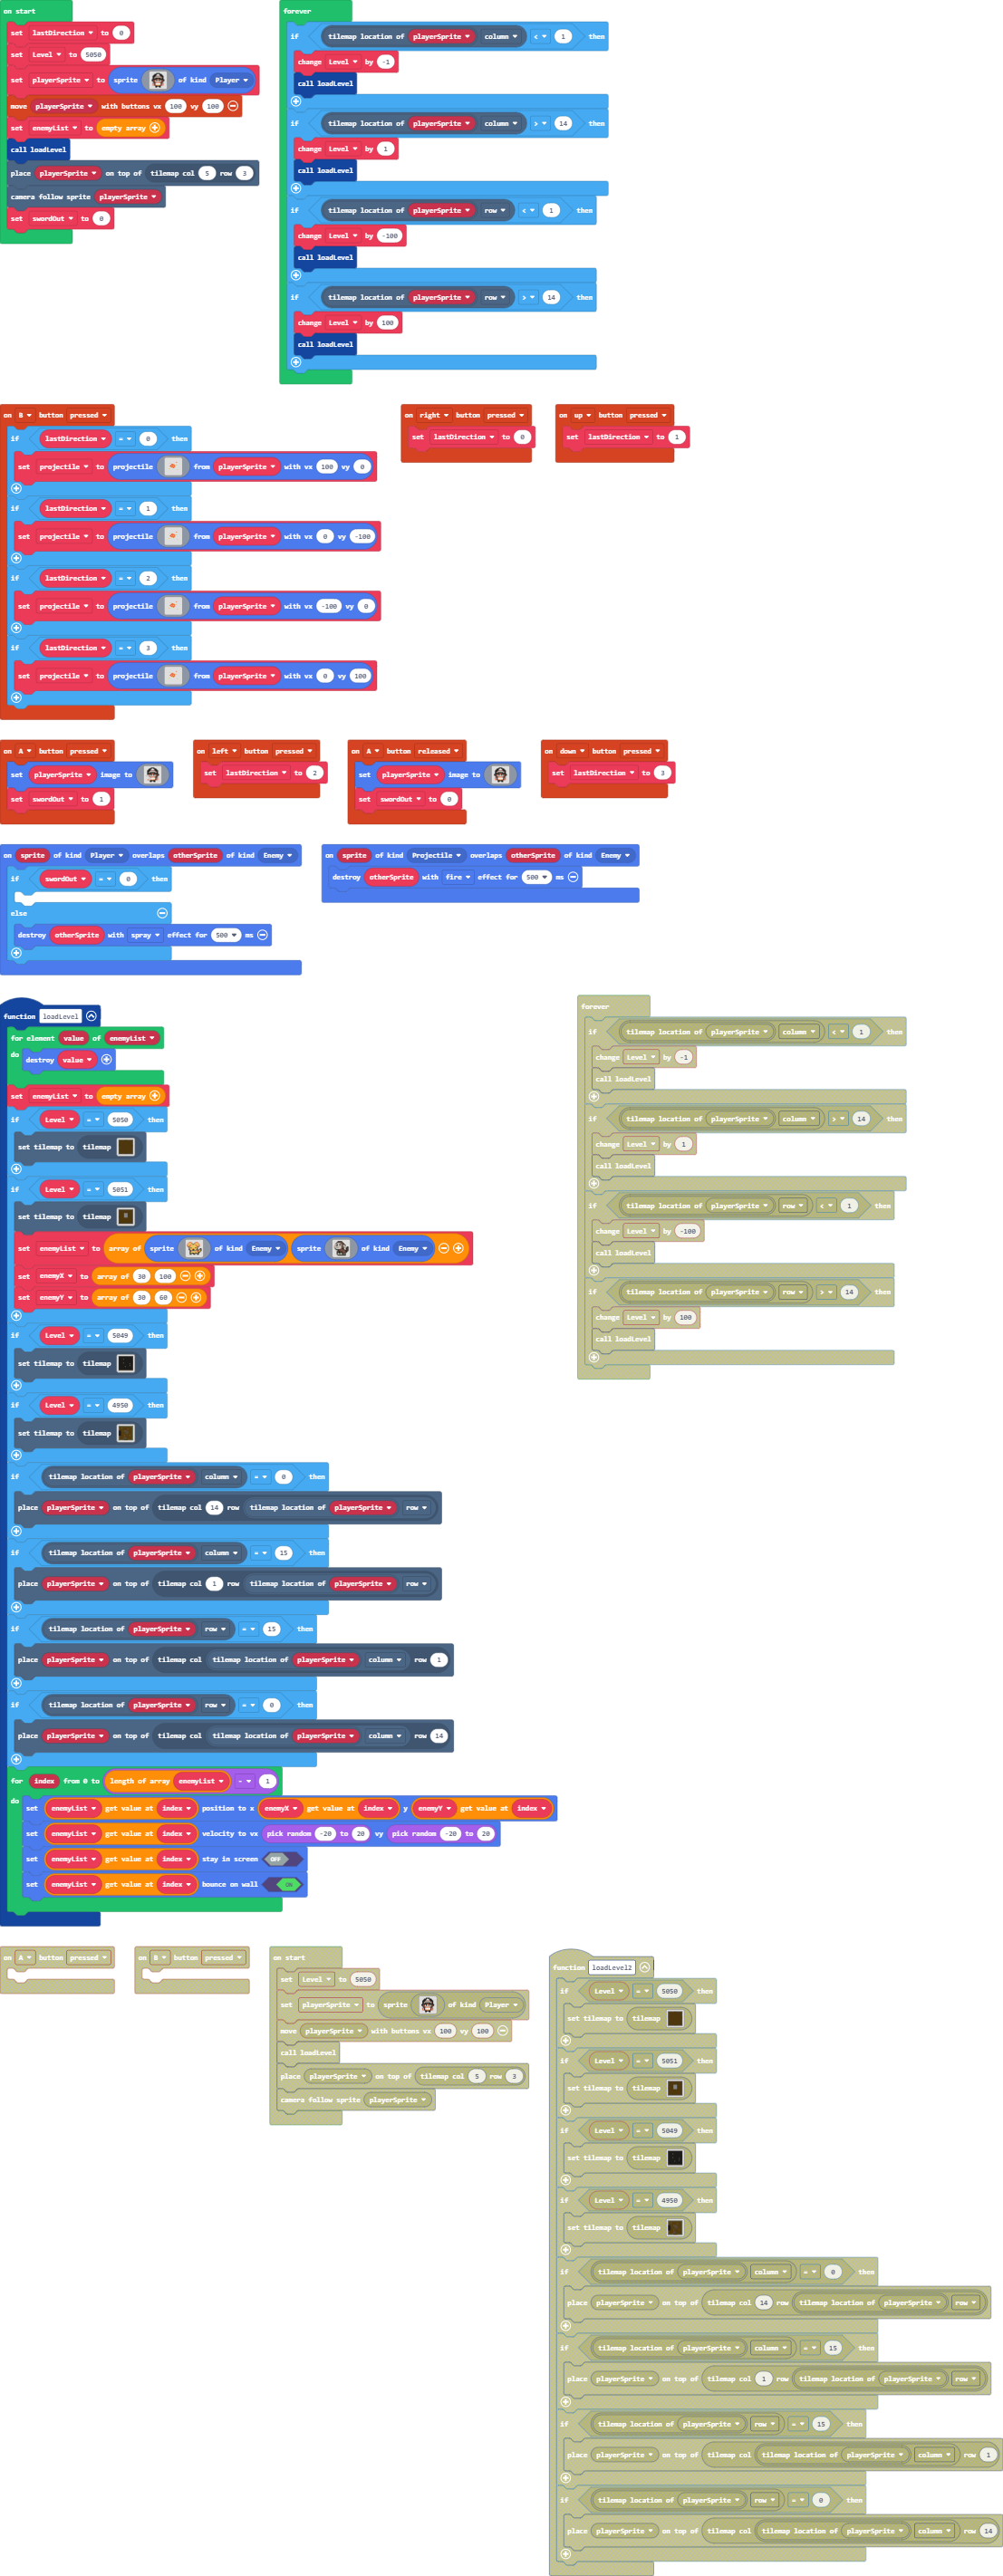 on start
set lastDirection to 0
set Level to 5050
set playerSprite to sprite of kind Player
move playerSprite with buttons vx 100 vy 100
set enemyList to empty array
call loadLevel
place playerSprite on top of tilemap col 5 row 3
camera follow sprite playerSprite
set swordOut to 0
forever
if tilemap location of playerSprite column < 1 then
change Level by -1
call loadLevel
if tilemap location of playerSprite column > 14 then
change Level by 1
call loadLevel
if tilemap location of playerSprite row < 1 then
change Level by -100
call loadLevel
if tilemap location of playerSprite row > 14 then
change Level by 100
call loadLevel
on B button pressed
if lastDirection = 0 then
set projectile to projectile from playerSprite with vx 100 vy 0
if lastDirection = 1 then
set projectile to projectile from playerSprite with vx 0 vy -100
if lastDirection = 2 then
set projectile to projectile from playerSprite with vx -100 vy 0
if lastDirection = 3 then
set projectile to projectile from playerSprite with vx 0 vy 100
on right button pressed
set lastDirection to 0
on up button pressed
set lastDirection to 1
on A button pressed
set playerSprite image to
set swordOut to 1
on left button pressed
set lastDirection to 2
on A button released
set playerSprite image to
set swordOut to 0
on down button pressed
set lastDirection to 3
on sprite of kind Player overlaps otherSprite of kind Enemy
if swordOut = 0 then
else
destroy otherSprite with spray effect for 500 ms
on sprite of kind Projectile overlaps otherSprite of kind Enemy
destroy otherSprite with fire effect for 500 ms
function loadLevel
for element value of enemyList
do destroy value
set enemyList to empty array
if Level = 5050 then
set tilemap to tilemap
if Level = 5051 then
set tilemap to tilemap
set enemyList to array of sprite of kind Enemy sprite of kind Enemy
set enemyX to array of 30 100
set enemyY to array of 30 60
if Level = 5049 then
set tilemap to tilemap
if Level = 4950 then
set tilemap to tilemap
if tilemap location of playerSprite column = 0 then
place playerSprite on top of tilemap col 14 row tilemap location of playerSprite row
if tilemap location of playerSprite column = 15 then
place playerSprite on top of tilemap col 1 row tilemap location of playerSprite row
if tilemap location of playerSprite row = 15 then
place playerSprite on top of tilemap col tilemap location of playerSprite column row 1
if tilemap location of playerSprite row = 0 then
place playerSprite on top of tilemap col tilemap location of playerSprite column row 14
for index from 0 to length of array enemyList - 1
do set enemyList get value at index position to x enemyX get value at index y enemyY get value at index
set enemyList get value at index velocity to vx pick random -20 to 20 vy pick random -20 to 20
set enemyList get value at index stay in screen OFF
set enemyList get value at index bounce on wall ON
forever
if tilemap location of playerSprite column < 1 then
change Level by -1
call loadLevel
if tilemap location of playerSprite column > 14 then
change Level by 1
call loadLevel
if tilemap location of playerSprite row < 1 then
change Level by -100
call loadLevel
if tilemap location of playerSprite row > 14 then
change Level by 100
call loadLevel
on A button pressed
on B button pressed
on start
set Level to 5050
set playerSprite to sprite of kind Player
move playerSprite with buttons vx 100 vy 100
call loadLevel
place playerSprite on top of tilemap col 5 row 3
camera follow sprite playerSprite
function loadLevel2
if Level = 5050 then
set tilemap to tilemap
if Level = 5051 then
set tilemap to tilemap
if Level = 5049 then
set tilemap to tilemap
if Level = 4950 then
set tilemap to tilemap
if tilemap location of playerSprite column = 0 then
place playerSprite on top of tilemap col 14 row tilemap location of playerSprite row
if tilemap location of playerSprite column = 15 then
place playerSprite on top of tilemap col 1 row tilemap location of playerSprite row
if tilemap location of playerSprite row = 15 then
place playerSprite on top of tilemap col tilemap location of playerSprite column row 1
if tilemap location of playerSprite row = 0 then
place playerSprite on top of tilemap col tilemap location of playerSprite column row 14